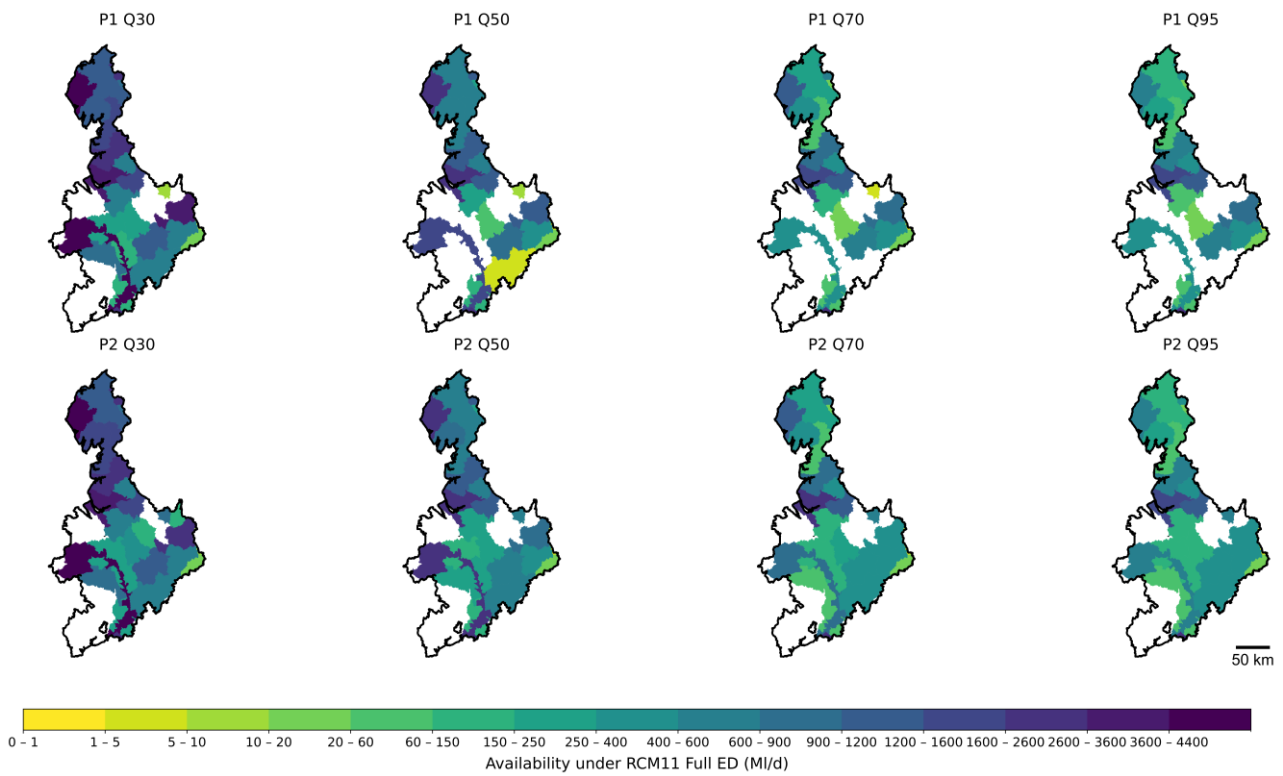 P1 Q30 P1 Q50 P1 Q70 P1 Q95
P2 Q30 P2 Q50 P2 Q70 P2 Q95
50 km
0 – 1 1 – 5 5 – 10 10 – 20 20 – 60 60 – 150 150 – 250 250 – 400 400 – 600 600 – 900 900 – 1200 1200 – 1600 1600 – 2600 2600 – 3600 3600 – 4400
Availability under RCM11 Full ED (Ml/d)